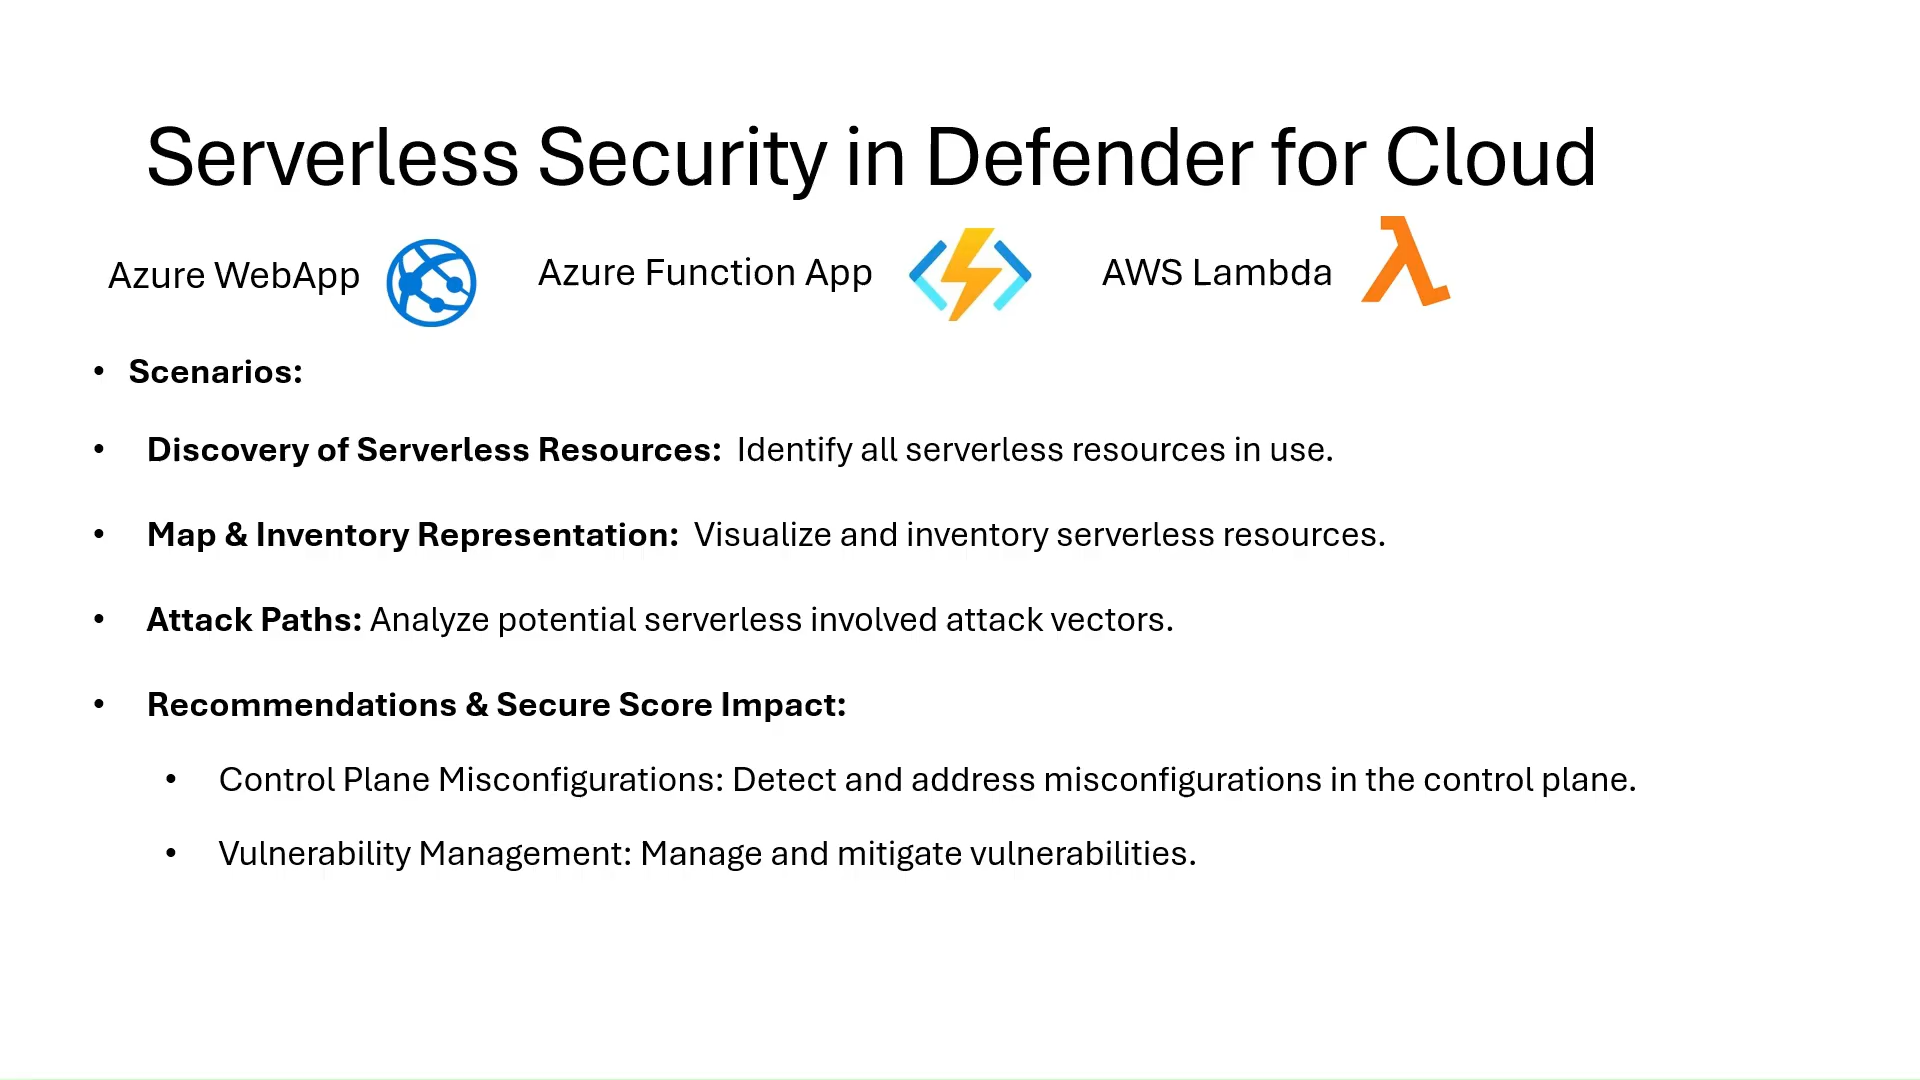 Serverless Security in Defender for Cloud
Azure WebApp Azure Function App AWS Lambda
• Scenarios:
• Discovery of Serverless Resources: Identify all serverless resources in use.
• Map & Inventory Representation: Visualize and inventory serverless resources.
• Attack Paths: Analyze potential serverless involved attack vectors.
• Recommendations & Secure Score Impact:
• Control Plane Misconfigurations: Detect and address misconfigurations in the control plane.
• Vulnerability Management: Manage and mitigate vulnerabilities.